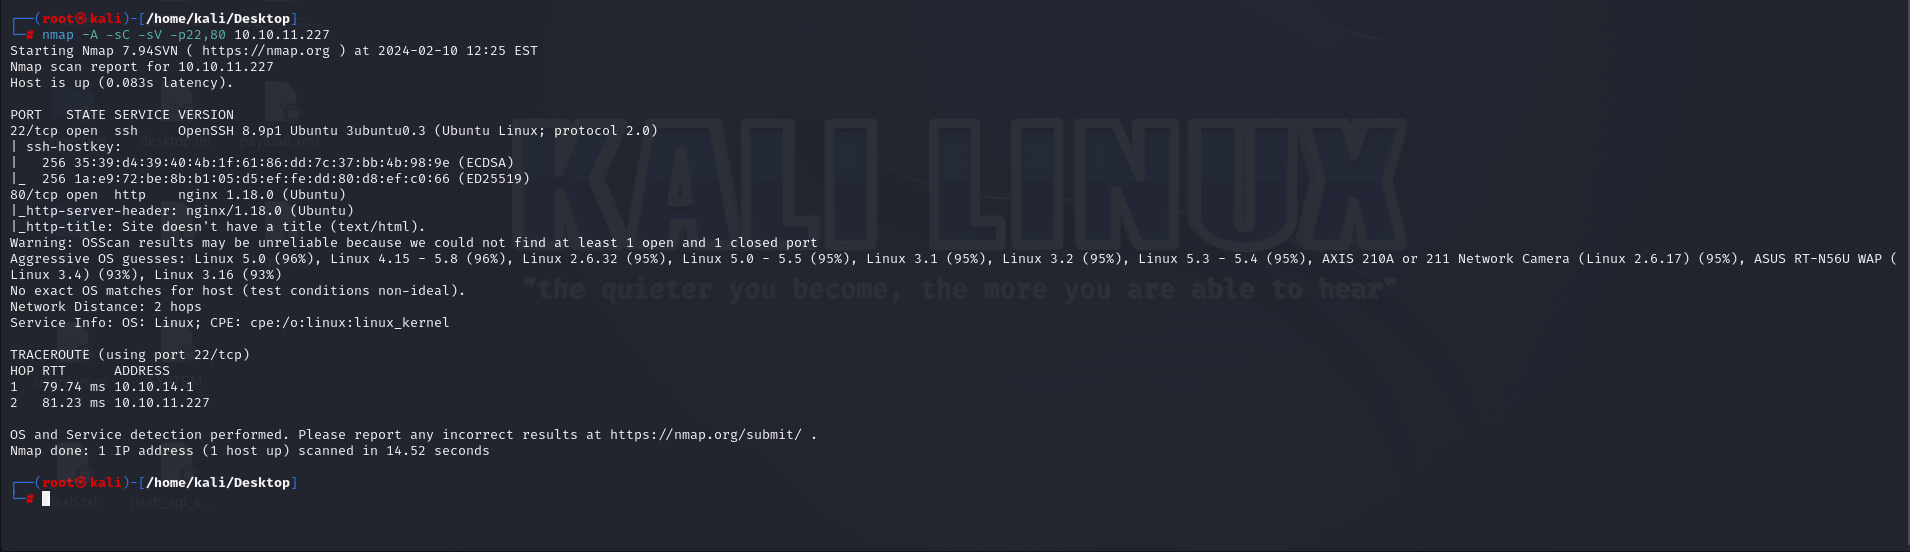 ┌──(root㉿kali)-[/home/kali/Desktop]
└─# nmap -A -sC -sV -p22,80 10.10.11.227
Starting Nmap 7.94SVN ( https://nmap.org ) at 2024-02-10 12:25 EST
Nmap scan report for 10.10.11.227
Host is up (0.083s latency).

PORT   STATE SERVICE VERSION
22/tcp open  ssh     OpenSSH 8.9p1 Ubuntu 3ubuntu0.3 (Ubuntu Linux; protocol 2.0)
| ssh-hostkey:
|   256 35:39:d4:39:40:4b:1f:61:86:dd:7c:37:bb:4b:98:9e (ECDSA)
|_  256 1a:e9:72:be:8b:b1:05:d5:ef:fe:dd:80:d8:ef:c0:66 (ED25519)
80/tcp open  http    nginx 1.18.0 (Ubuntu)
|_http-server-header: nginx/1.18.0 (Ubuntu)
|_http-title: Site doesn't have a title (text/html).
Warning: OSScan results may be unreliable because we could not find at least 1 open and 1 closed port
Aggressive OS guesses: Linux 5.0 (96%), Linux 4.15 - 5.8 (96%), Linux 2.6.32 (95%), Linux 5.0 - 5.5 (95%), Linux 3.1 (95%), Linux 3.2 (95%), Linux 5.3 - 5.4 (95%), AXIS 210A or 211 Network Camera (Linux 2.6.17) (95%), ASUS RT-N56U WAP (
Linux 3.4) (93%), Linux 3.16 (93%)
No exact OS matches for host (test conditions non-ideal).
Network Distance: 2 hops
Service Info: OS: Linux; CPE: cpe:/o:linux:linux_kernel

TRACEROUTE (using port 22/tcp)
HOP RTT      ADDRESS
1   79.74 ms 10.10.14.1
2   81.23 ms 10.10.11.227

OS and Service detection performed. Please report any incorrect results at https://nmap.org/submit/ .
Nmap done: 1 IP address (1 host up) scanned in 14.52 seconds

┌──(root㉿kali)-[/home/kali/Desktop]
└─#
KALI LINUX
"the quieter you become, the more you are able to hear"
desktop.ini
payload.xml
hash.txt
hash_sql_s...